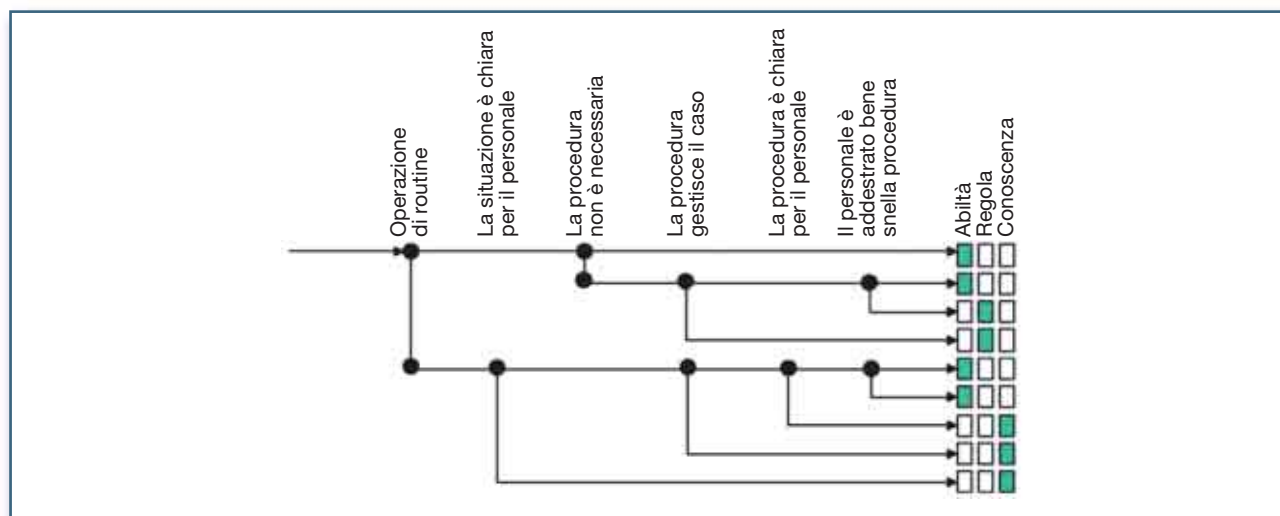 Operazione
di routine
La situazione è chiara
per il personale
La procedura
non è necessaria
La procedura
gestisce il caso
La procedura è chiara
per il personale
Il personale è
addestrato bene
snella procedura
Abiltà
Regola
Conoscenza